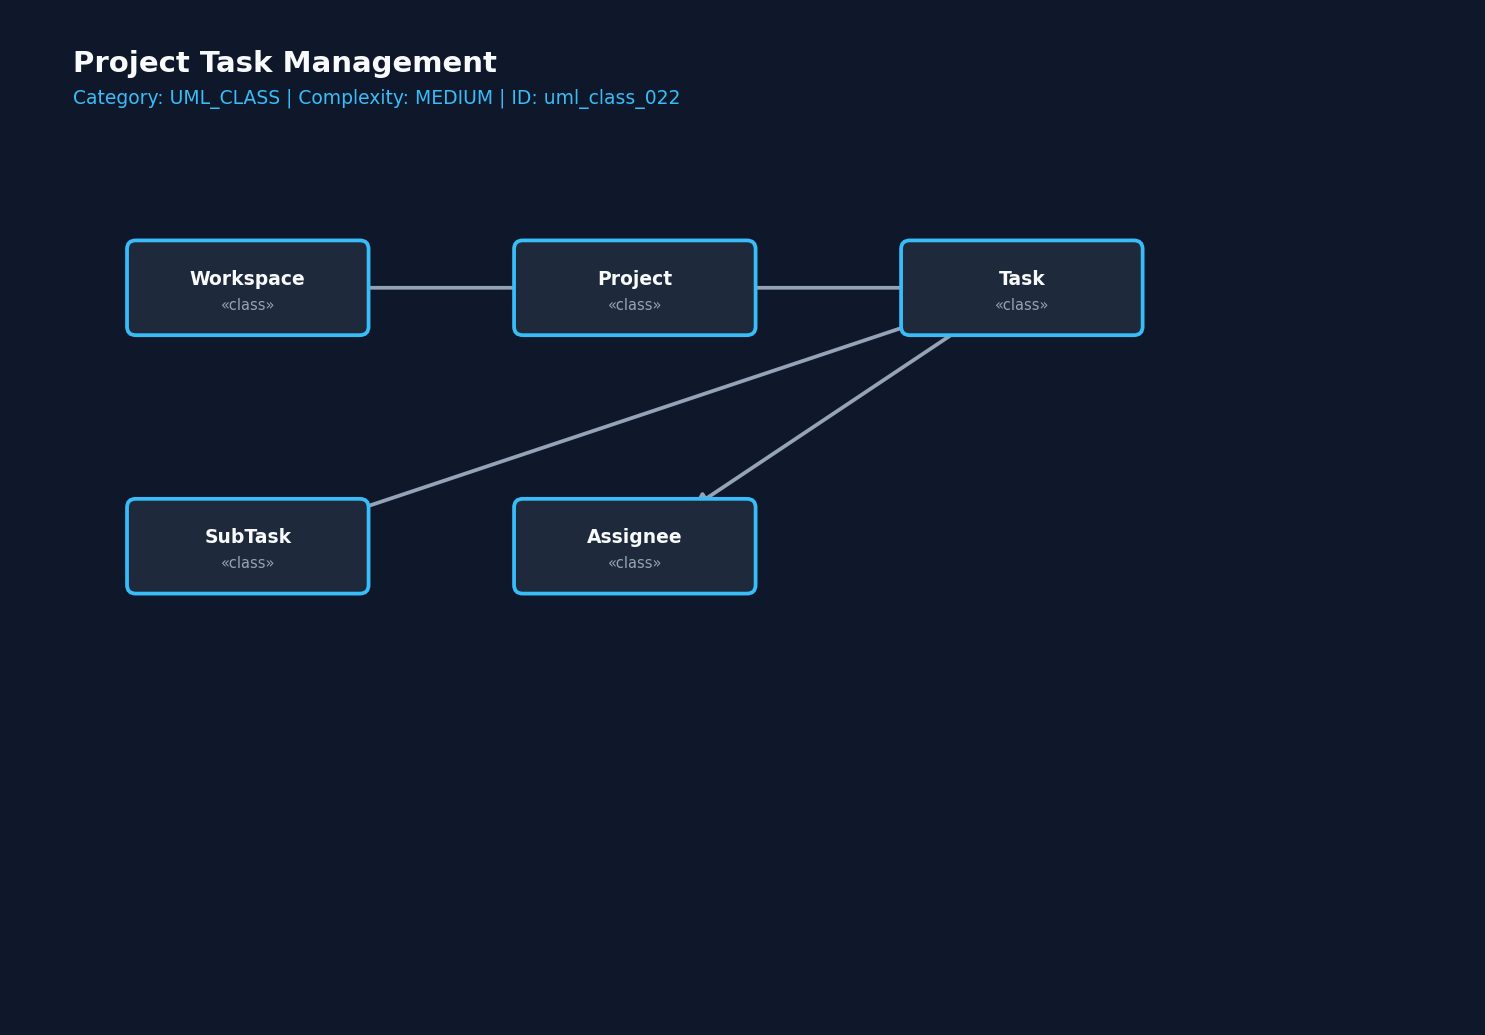 Project Task Management
Category: UML_CLASS | Complexity: MEDIUM | ID: uml_class_022
Workspace
«class»
Project
«class»
Task
«class»
SubTask
«class»
Assignee
«class»